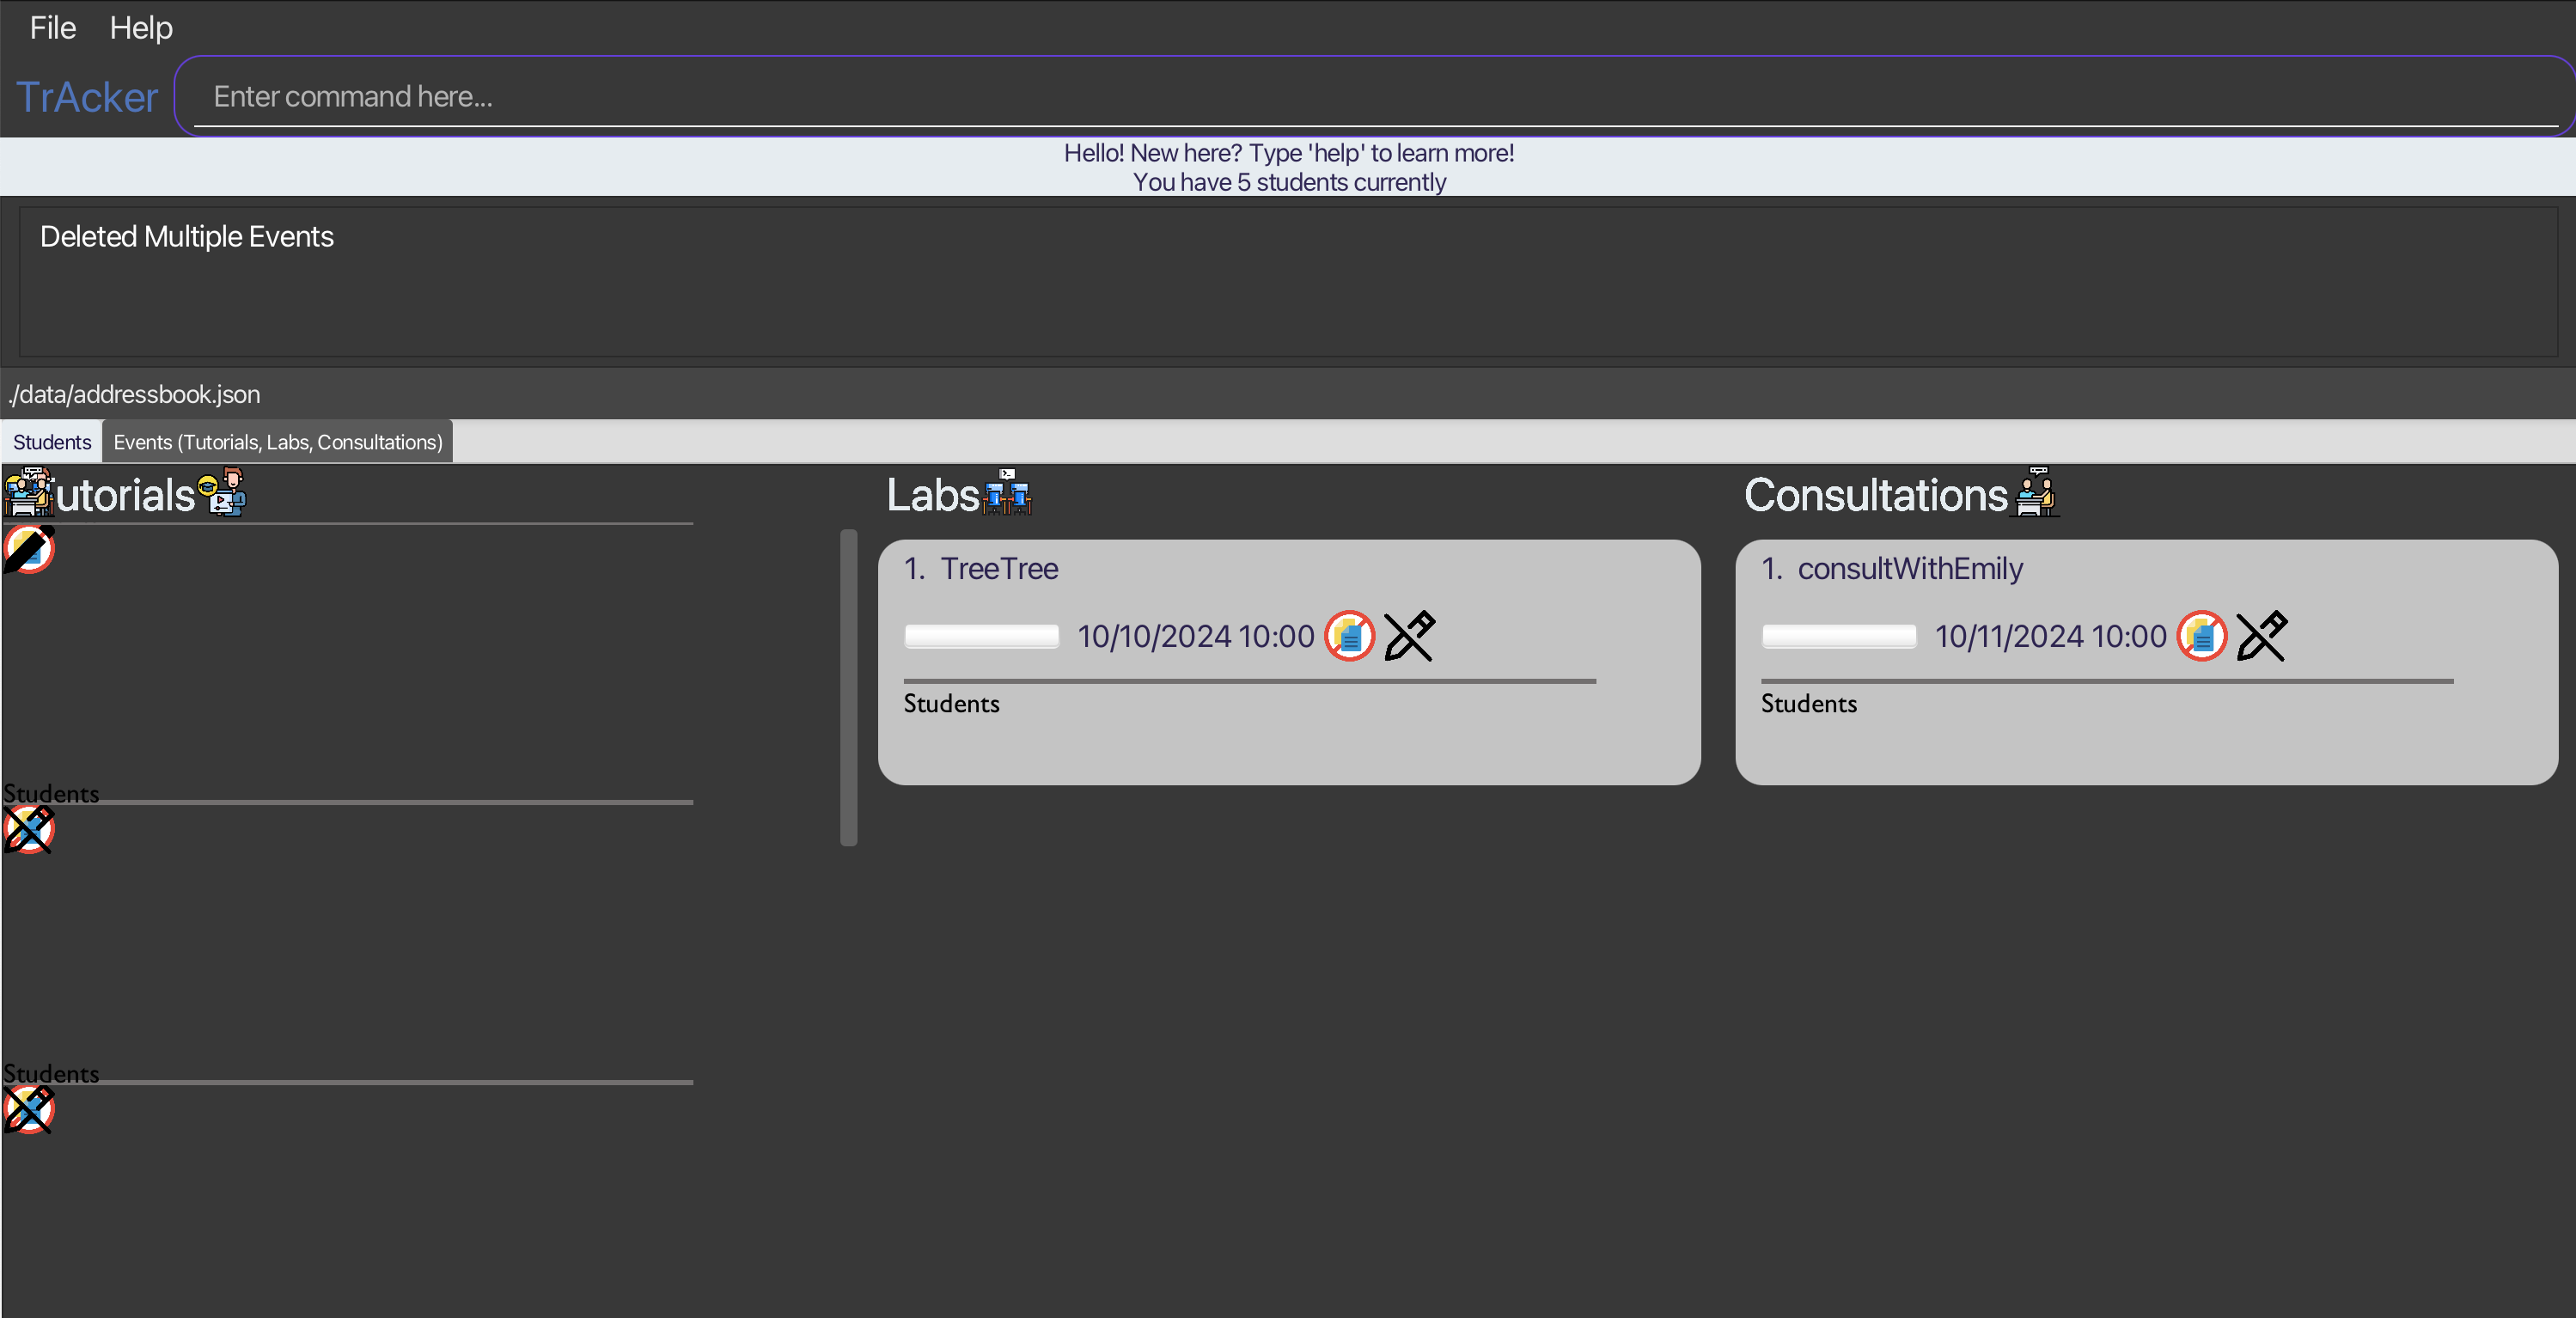 File Help
TrAcker
Enter command here...
Hello! New here? Type 'help' to learn more!
You have 5 students currently
Deleted Multiple Events
./data/addressbook.json
Students
Events (Tutorials, Labs, Consultations)
utorials
Students
Students
Labs
1. TreeTree
10/10/2024 10:00
Students
Consultations
1. consultWithEmily
10/11/2024 10:00
Students